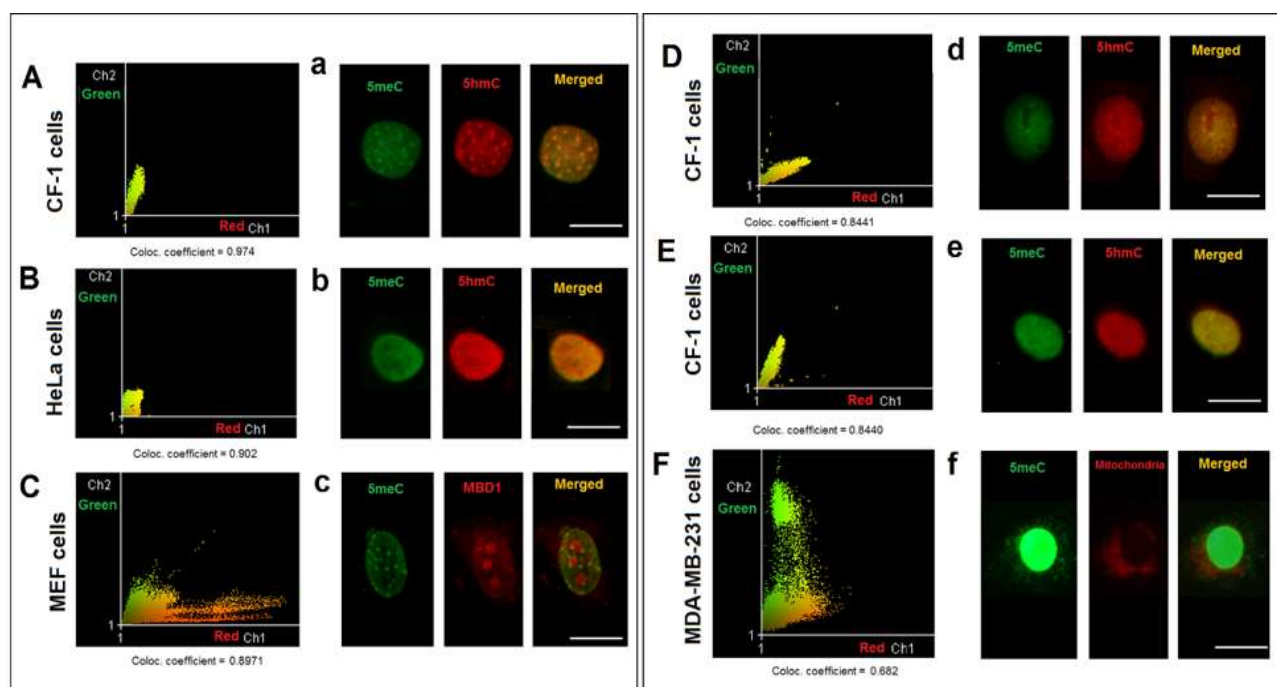 A
CF-1 cells
Ch2
Green
1
1
Red Ch1
Coloc. coefficient = 0.974
a
5meC
5hmC
Merged
B
HeLa cells
Ch2
Green
1
1
Red Ch1
Coloc. coefficient = 0.902
b
5meC
5hmC
Merged
C
MEF cells
Ch2
Green
1
1
Red Ch1
Coloc. coefficient = 0.8971
c
5meC
MBD1
Merged
D
CF-1 cells
Ch2
Green
1
1
Red Ch1
Coloc. coefficient = 0.8441
d
5meC
5hmC
Merged
E
CF-1 cells
Ch2
Green
1
1
Red Ch1
Coloc. coefficient = 0.8440
e
5meC
5hmC
Merged
F
MDA-MB-231 cells
Ch2
Green
1
1
Red Ch1
Coloc. coefficient = 0.682
f
5meC
Mitochondria
Merged